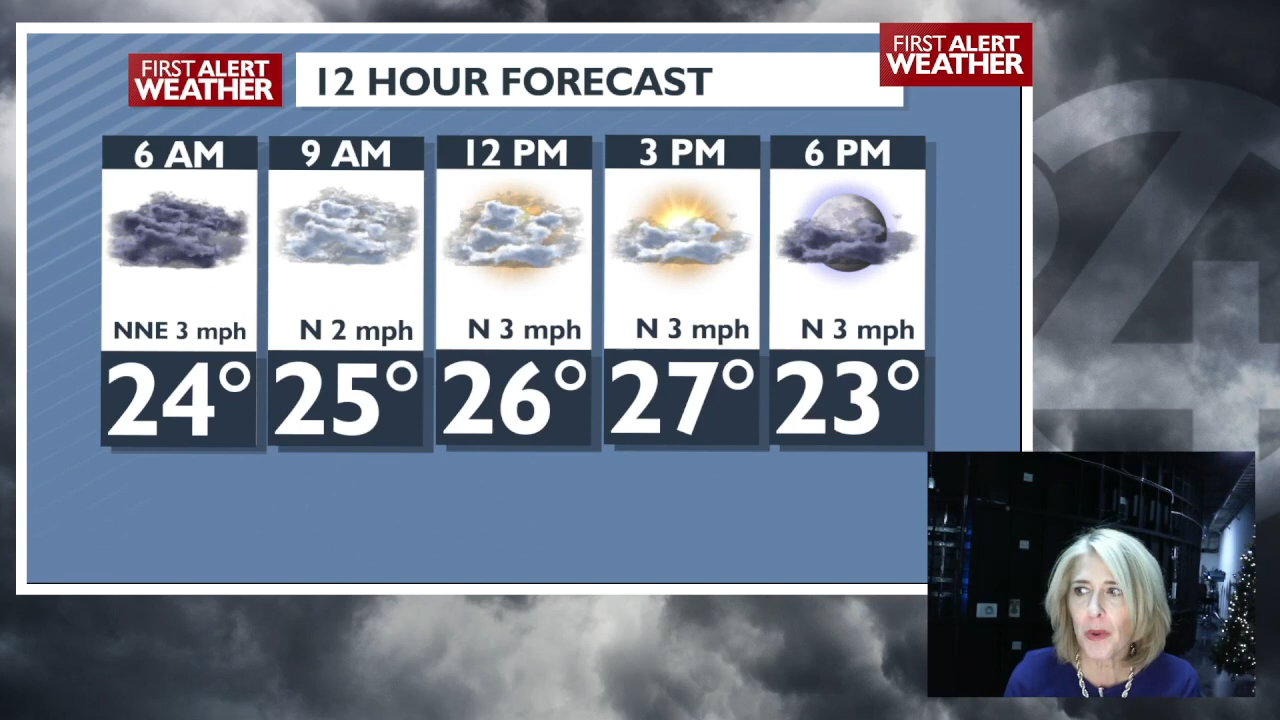 FIRST ALERT
WEATHER
12 HOUR FORECAST
FIRST ALERT
WEATHER
6 AM
9 AM
12 PM
3 PM
6 PM
NNE 3 mph
N 2 mph
N 3 mph
N 3 mph
N 3 mph
24°
25°
26°
27°
23°
4